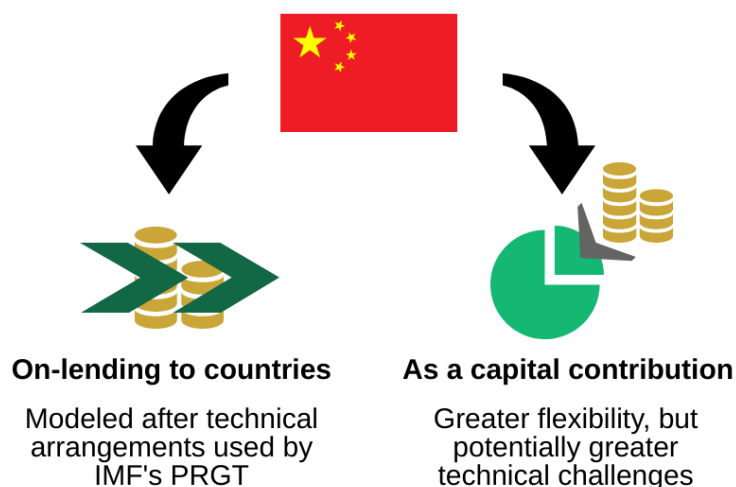 On-lending to countries
Modeled after technical
arrangements used by
IMF's PRGT
As a capital contribution
Greater flexibility, but
potentially greater
technical challenges